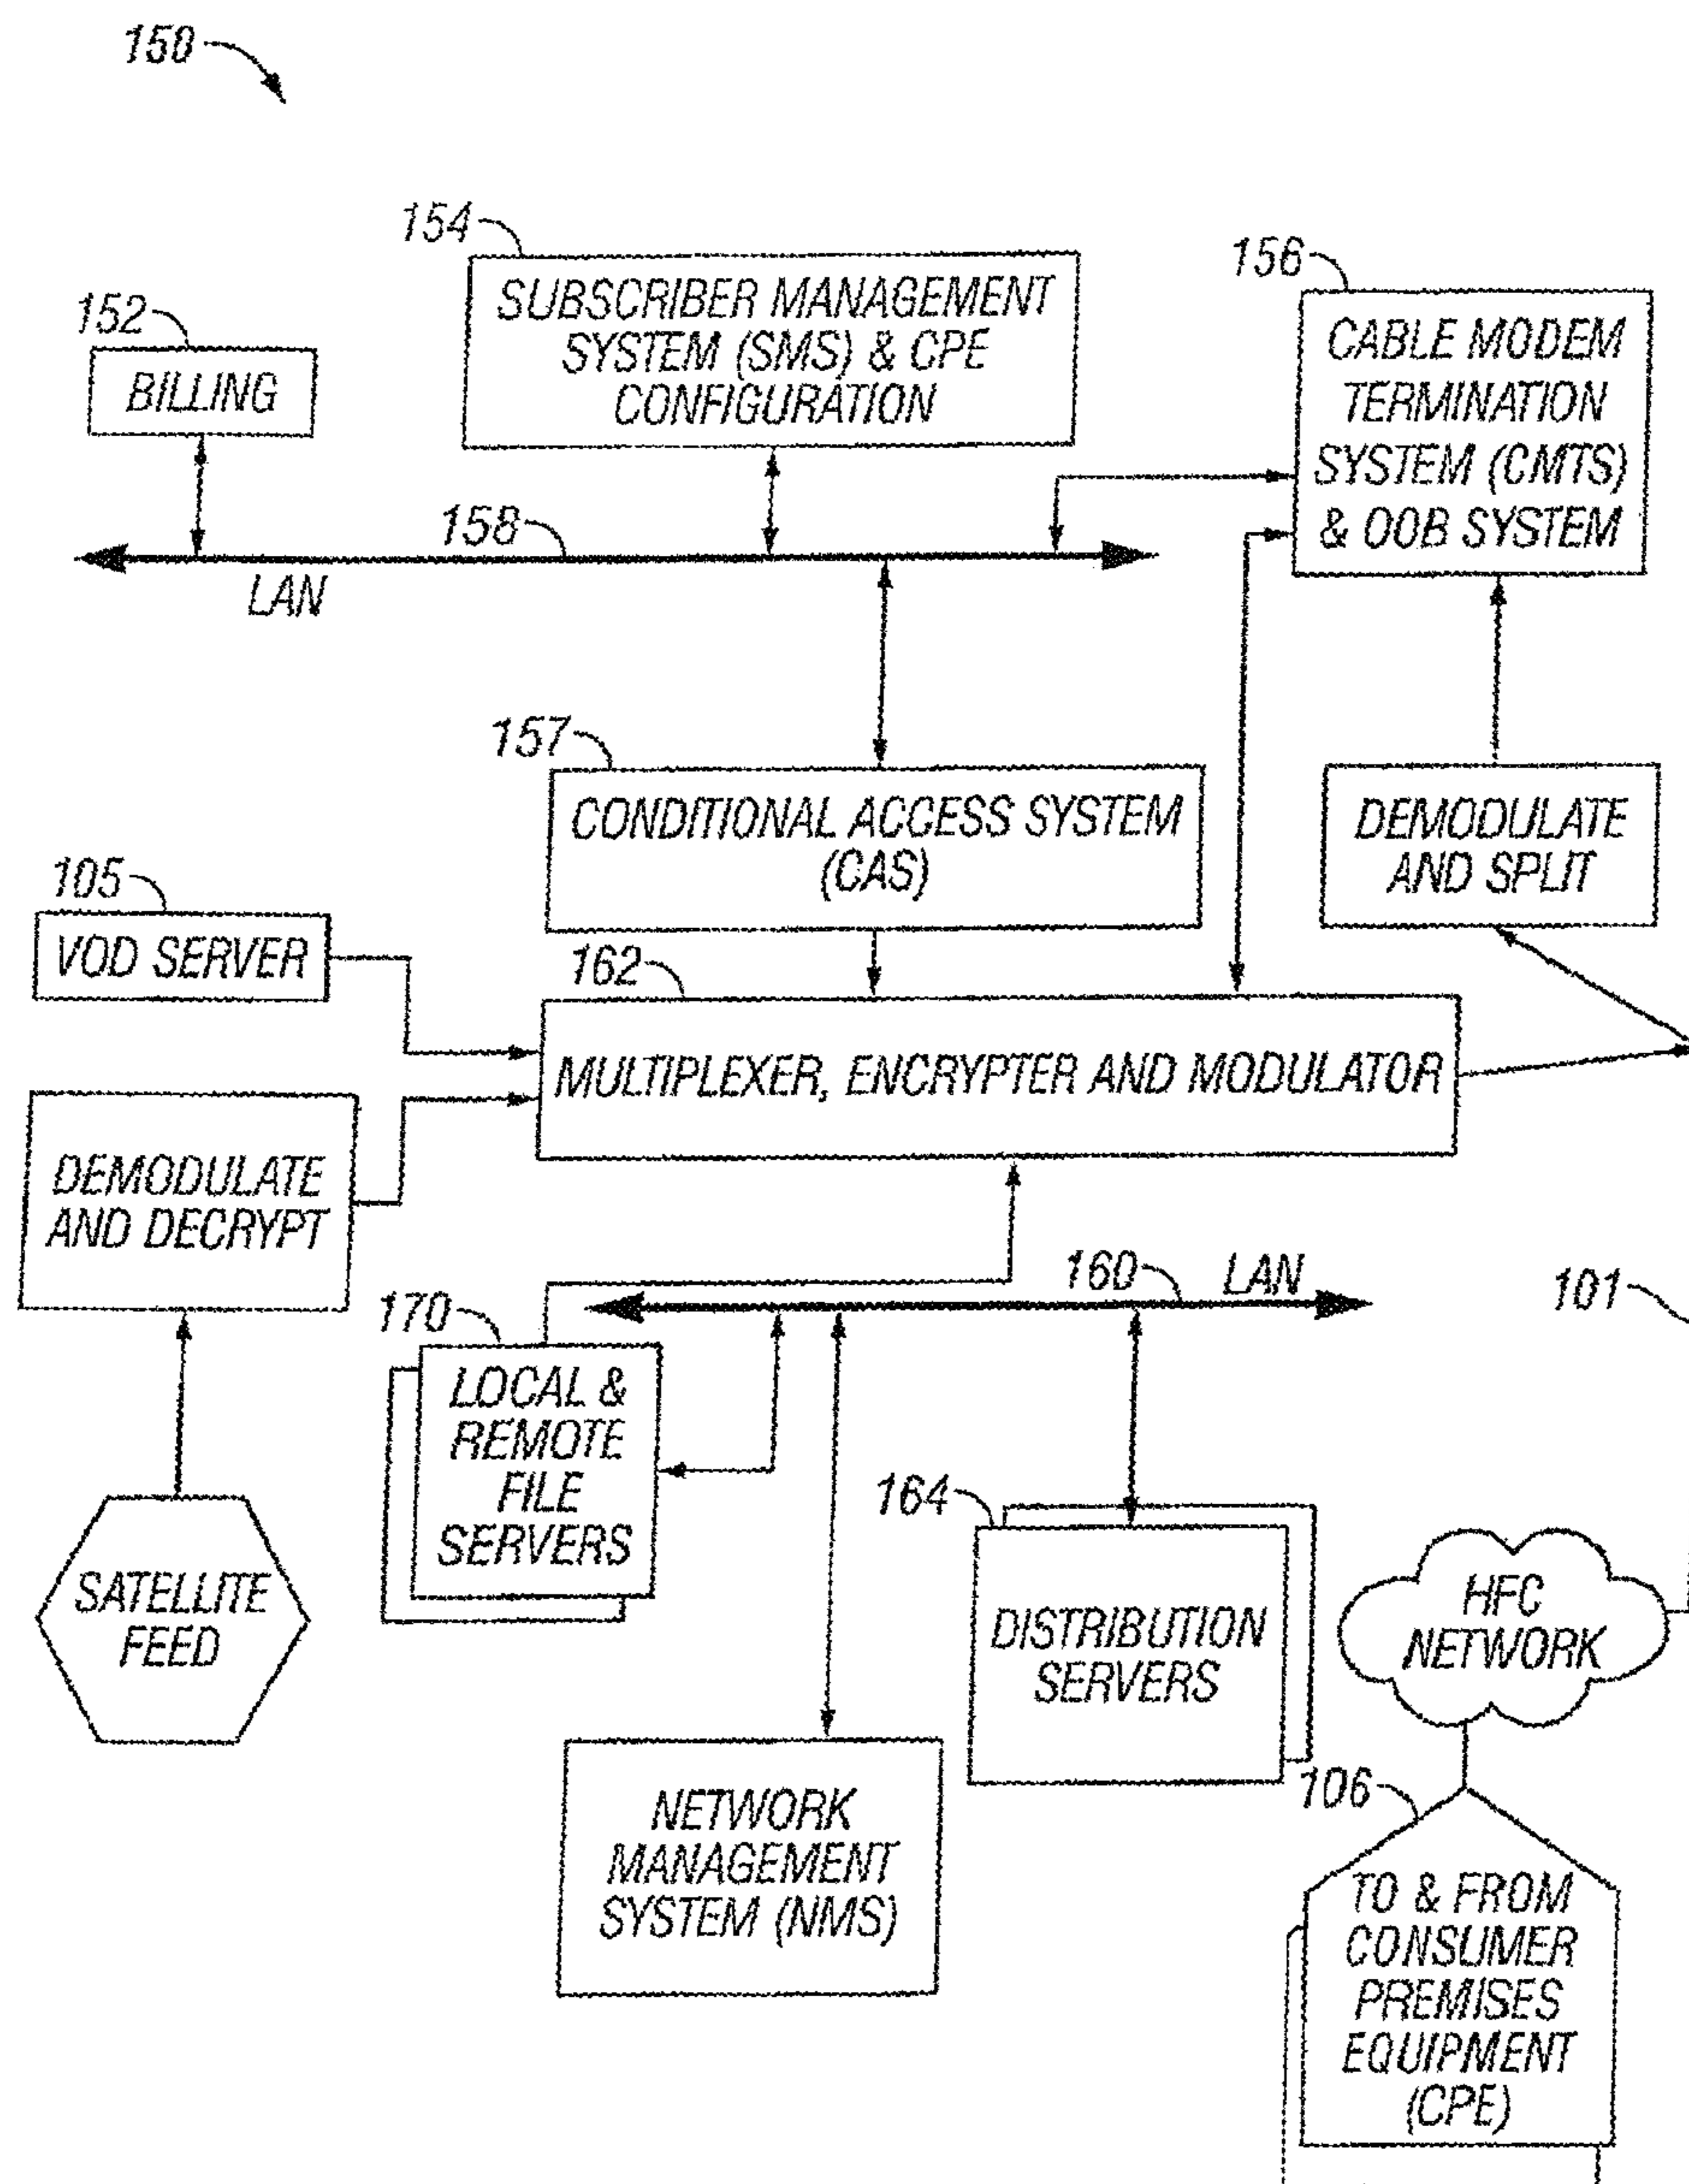 150
154
SUBSCRIBER MANAGEMENT
SYSTEM (SMS) & CPE
CONFIGURATION
156
CABLE MODEM
TERMINATION
SYSTEM (CMTS)
& OOB SYSTEM
152
BILLING
158
LAN
157
CONDITIONAL ACCESS SYSTEM
(CAS)
DEMODULATE
AND SPLIT
105
VOD SERVER
162
MULTIPLEXER, ENCRYPTER AND MODULATOR
DEMODULATE
AND DECRYPT
160
LAN
101
170
LOCAL &
REMOTE
FILE
SERVERS
164
DISTRIBUTION
SERVERS
SATELLITE
FEED
HFC
NETWORK
NETWORK
MANAGEMENT
SYSTEM (NMS)
106
TO & FROM
CONSUMER
PREMISES
EQUIPMENT
(CPE)